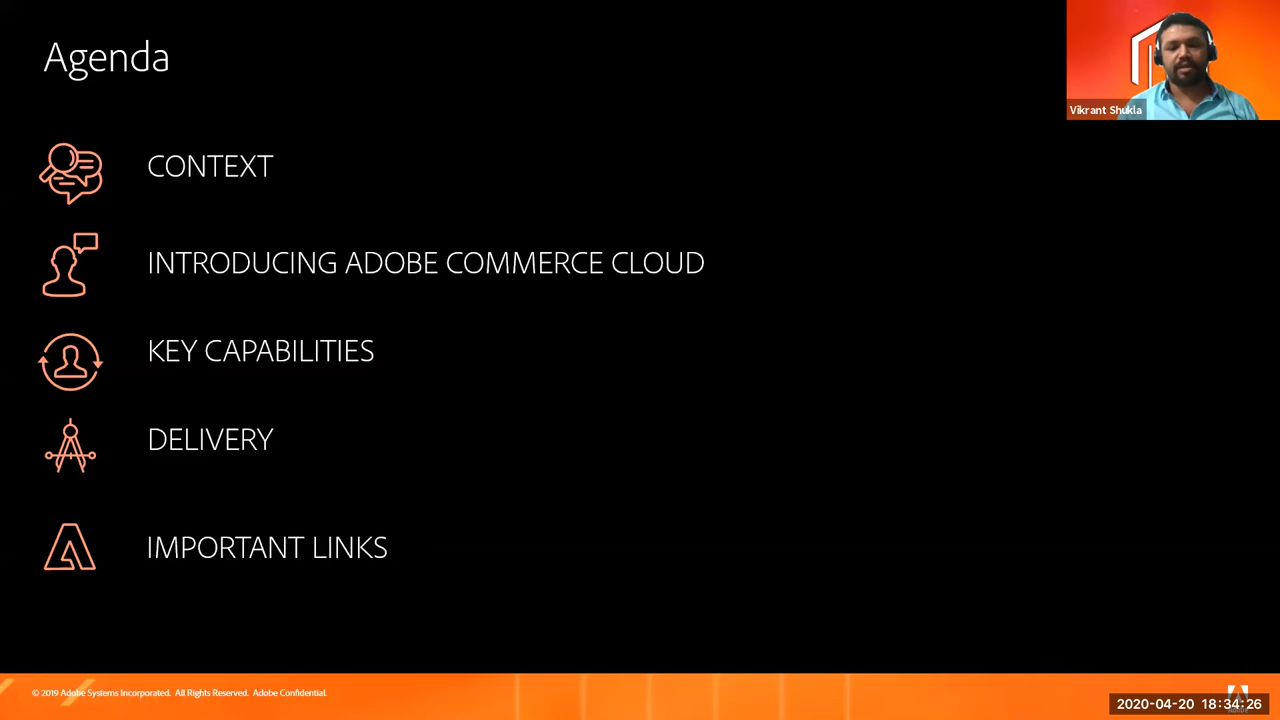 Agenda
Vikrant Shukla
CONTEXT
INTRODUCING ADOBE COMMERCE CLOUD
KEY CAPABILITIES
DELIVERY
IMPORTANT LINKS
© 2019 Adobe Systems Incorporated. All Rights Reserved. Adobe Confidential.
2020-04-20 18:34:26